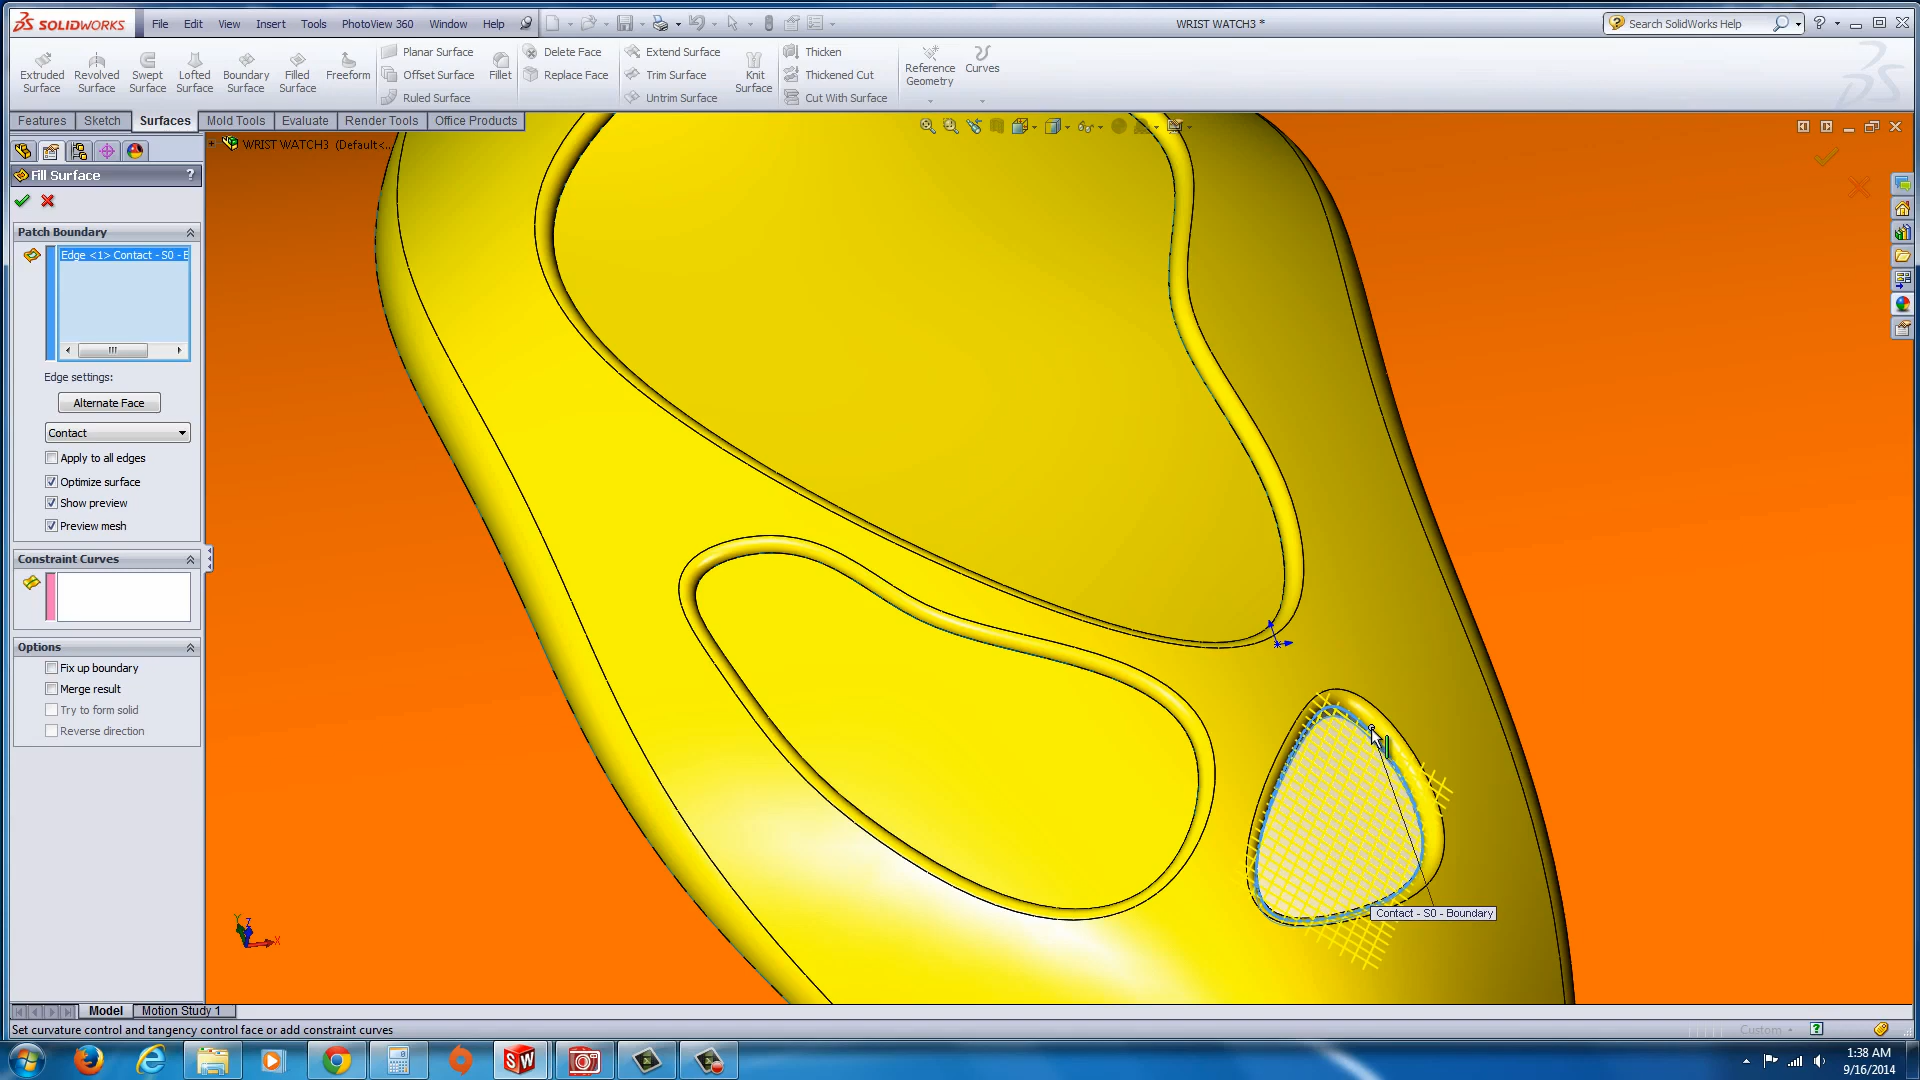 SOLIDWORKS File Edit View Insert Tools PhotoView 360 Window Help WRIST WATCH3 * Search SolidWorks Help
Extruded Surface
Revolved Surface
Swept Surface
Lofted Surface
Boundary Surface
Filled Surface
Freeform
Planar Surface
Offset Surface
Ruled Surface
Fillet
Delete Face
Replace Face
Extend Surface
Trim Surface
Untrim Surface
Knit Surface
Thicken
Thickened Cut
Cut With Surface
Reference Geometry
Curves
Features Sketch Surfaces Mold Tools Evaluate Render Tools Office Products
WRIST WATCH3 (Default<...
Fill Surface ?
Patch Boundary
Edge <1> Contact - S0 - B
Edge settings:
Alternate Face
Contact
Apply to all edges
Optimize surface
Show preview
Preview mesh
Constraint Curves
Options
Fix up boundary
Merge result
Try to form solid
Reverse direction
Contact - S0 - Boundary
Y Z X
Model Motion Study 1
Set curvature control and tangency control face or add constraint curves
Custom
SW
1:38 AM
9/16/2014